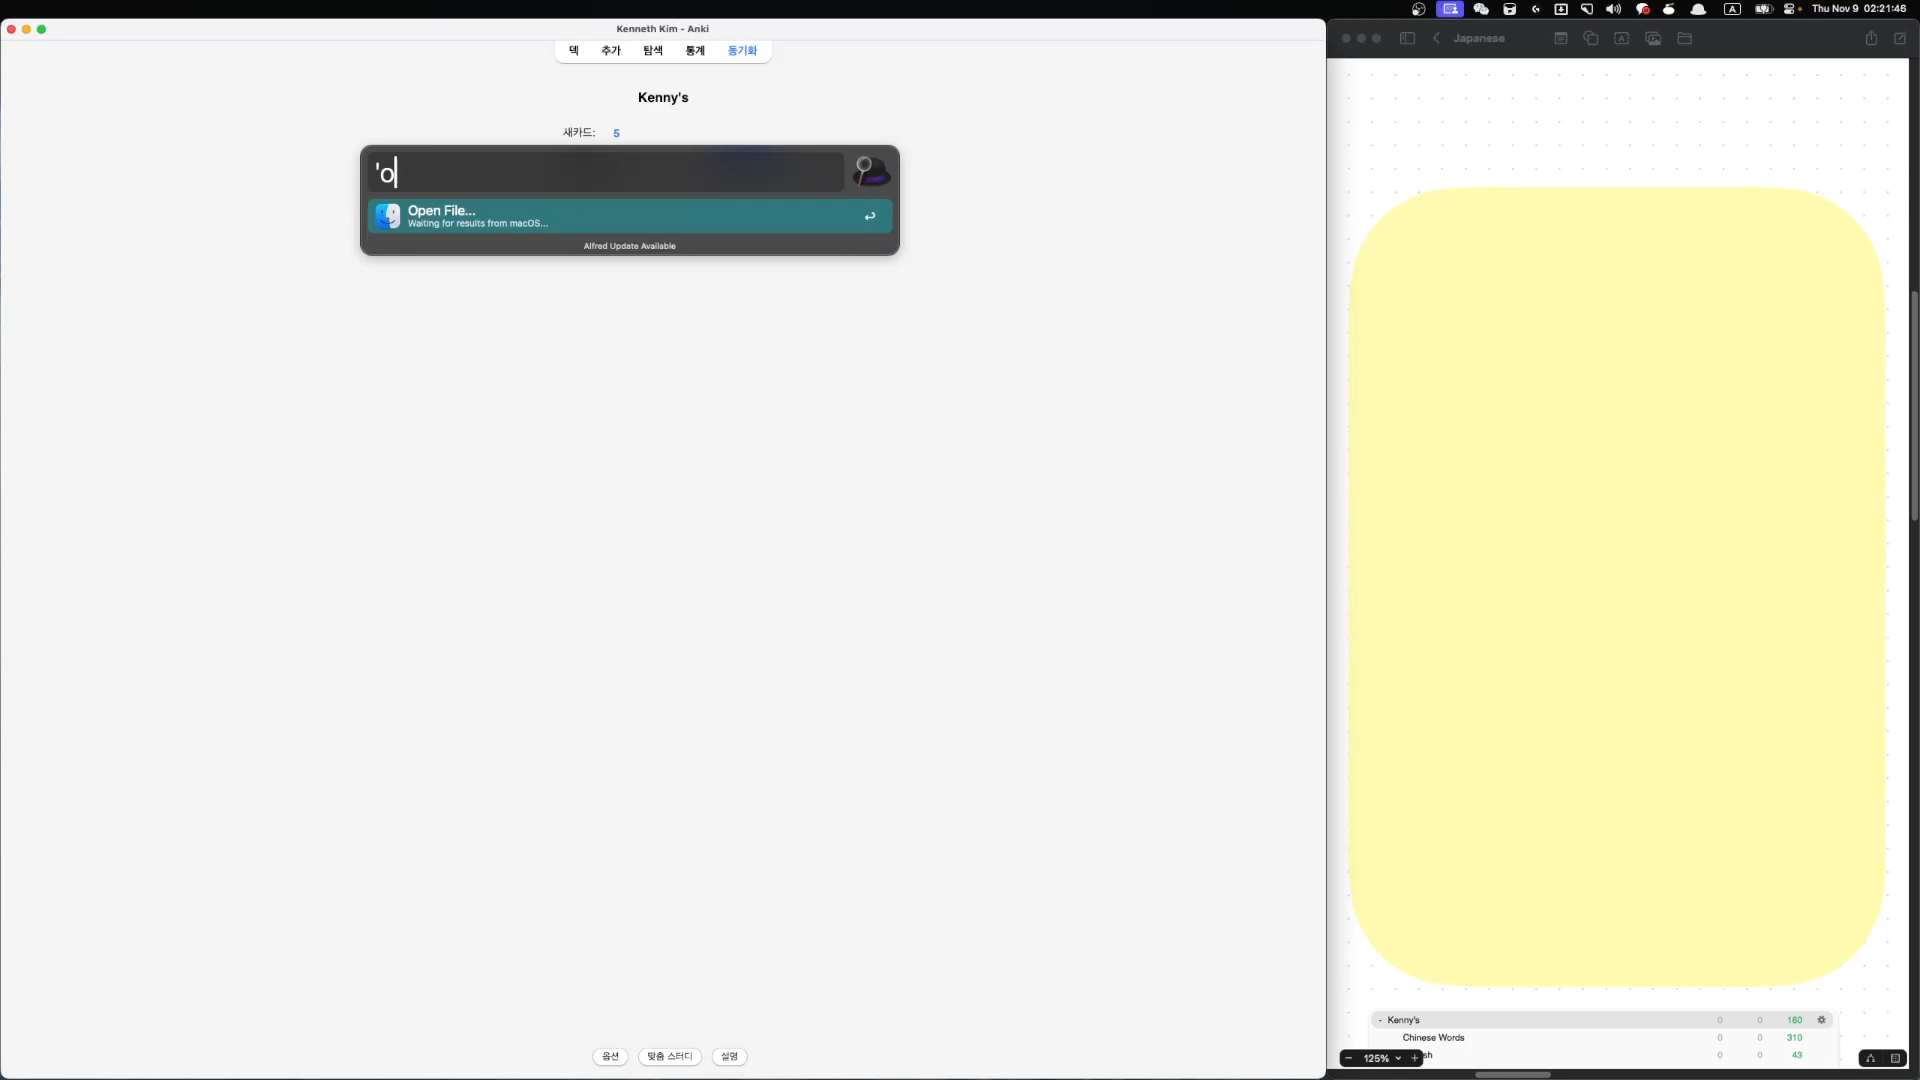 Thu Nov 9 02:21:46
Kenneth Kim - Anki
덱 추가 탐색 통계 동기화
Japanese
Kenny's
새카드: 5
'o
Open File...
Waiting for results from macOS...
Alfred Update Available
- Kenny's 0 0 160
Chinese Words 0 0 310
sh 0 0 43
125%
옵션 맞춤 스터디 설명